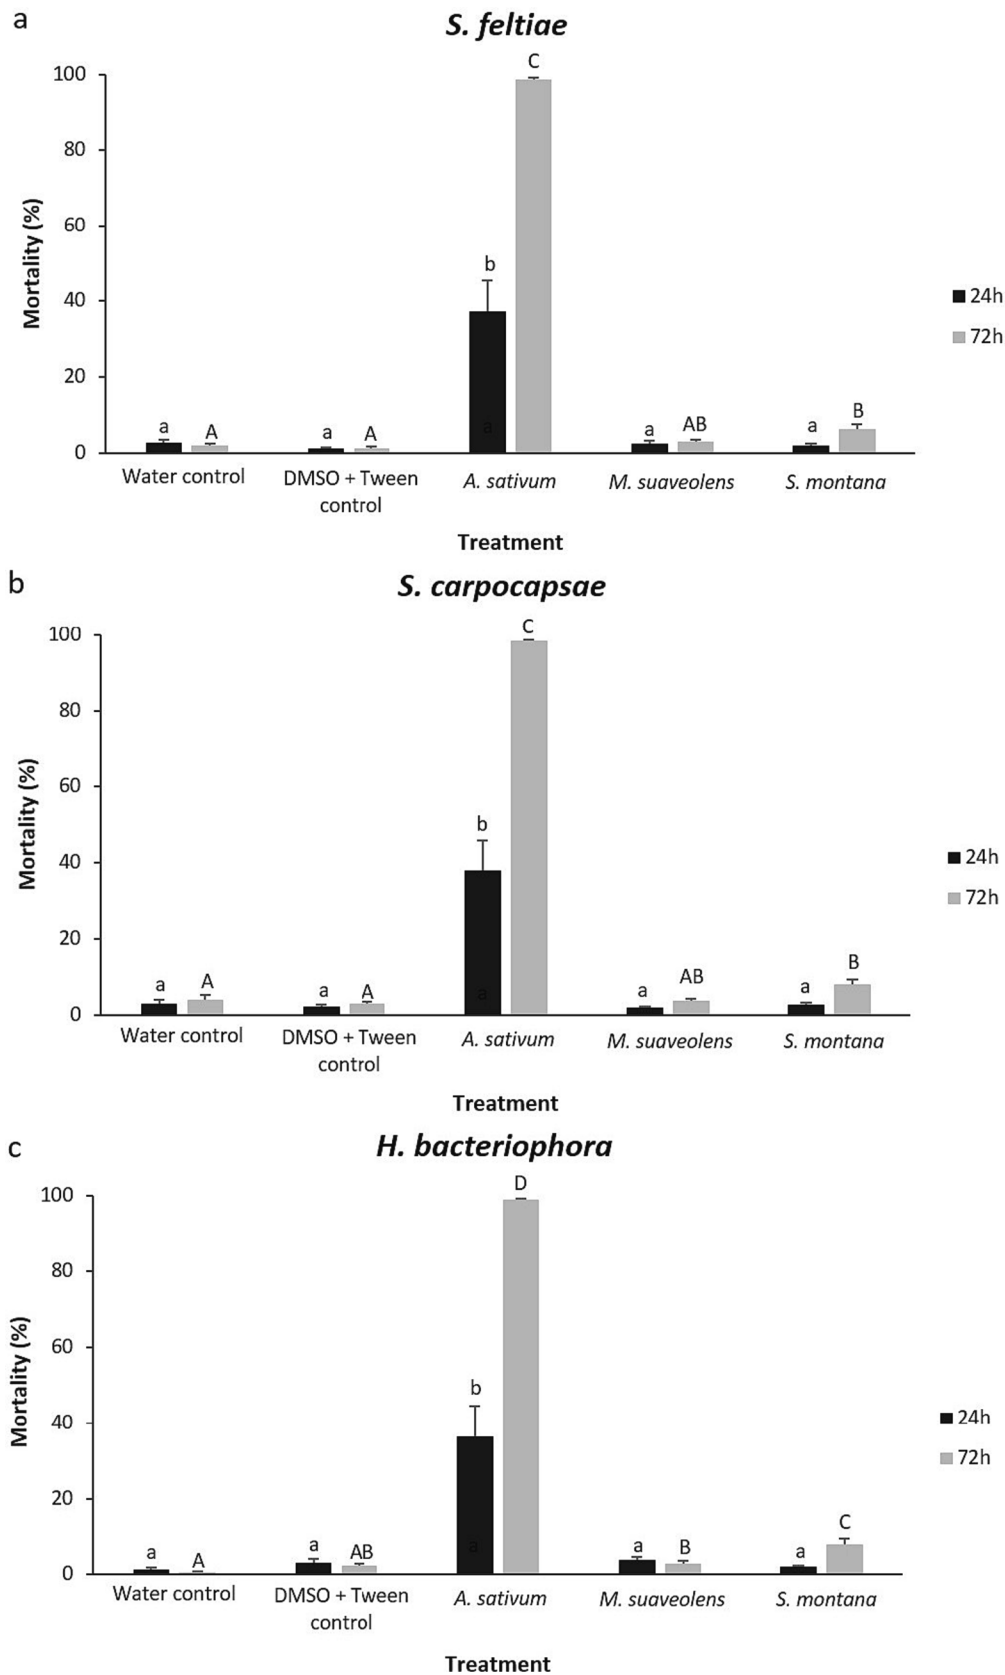 a
S. feltiae
C
100
80
60
Mortality (%)
b
40
24h
72h
20
a
a A
a A
a AB
a B
0
Water control
DMSO + Tween
control
A. sativum
M. suaveolens
S. montana
Treatment
b
S. carpocapsae
C
100
80
60
Mortality (%)
b
40
24h
72h
20
a
a A
a A
a AB
a B
0
Water control
DMSO + Tween
control
A. sativum
M. suaveolens
S. montana
Treatment
c
H. bacteriophora
D
100
80
60
Mortality (%)
b
40
24h
72h
20
a
a A
a AB
a B
a C
0
Water control
DMSO + Tween
control
A. sativum
M. suaveolens
S. montana
Treatment